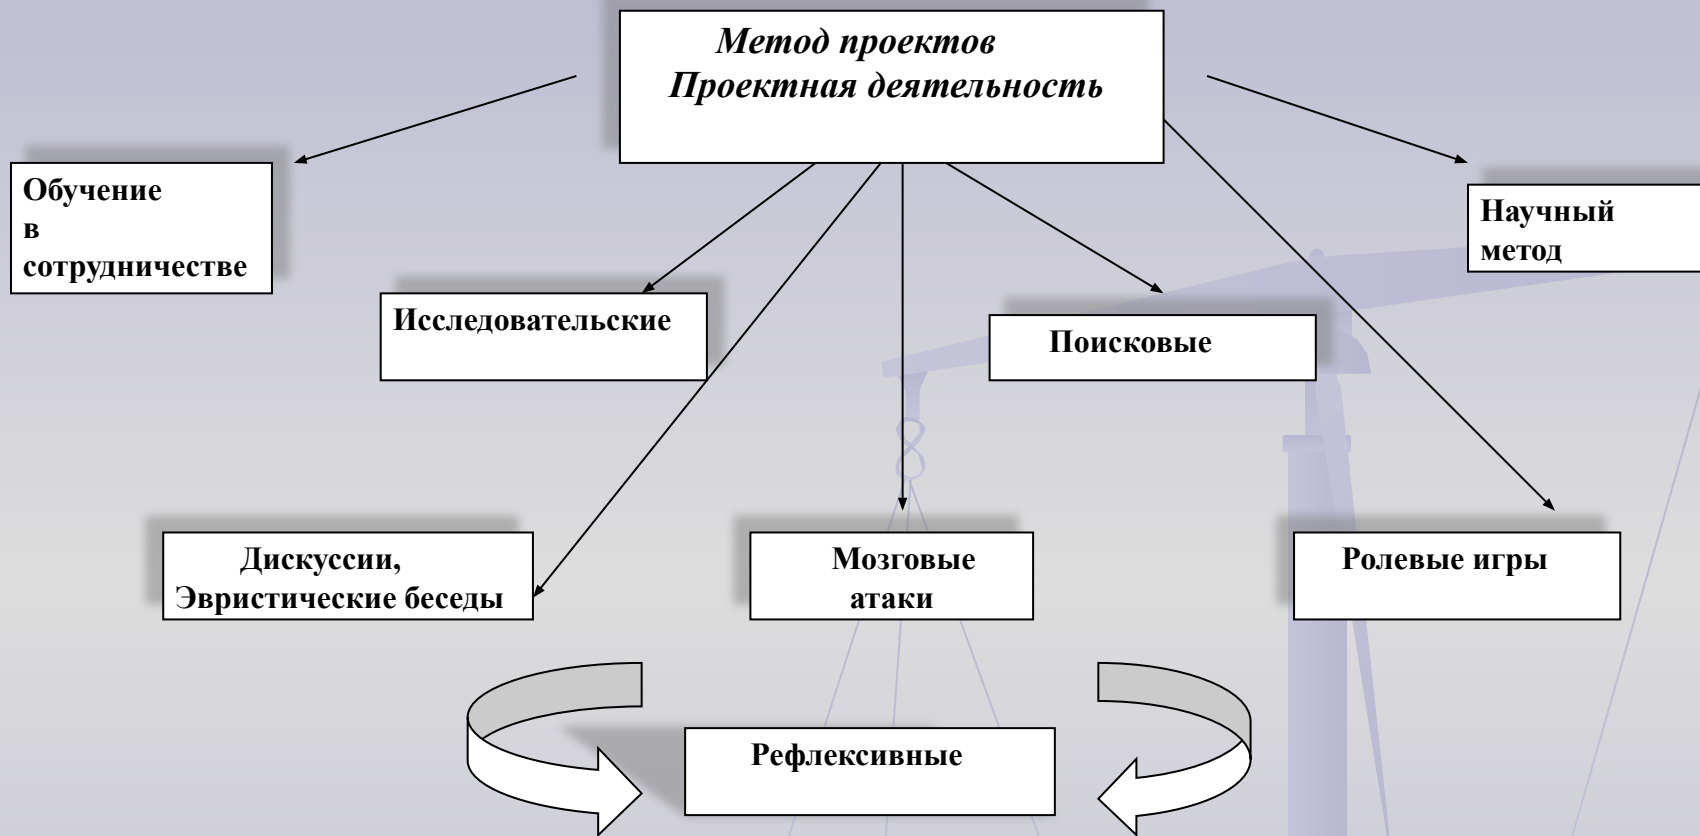 Метод проектов
Проектная деятельность
Обучение
в
сотрудничестве
Научный
метод
Исследовательские
Поисковые
Дискуссии,
Эвристические беседы
Мозговые
атаки
Ролевые игры
Рефлексивные